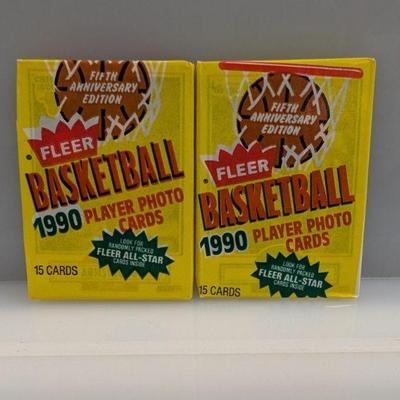 FIFTH
ANNIVERSARY
EDITION
FLEER
BASKETBALL
1990 PLAYER PHOTO
CARDS
LOOK FOR
RANDOMLY PACKED
FLEER ALL-STAR
CARDS INSIDE
15 CARDS
FIFTH
ANNIVERSARY
EDITION
FLEER
BASKETBALL
1990 PLAYER PHOTO
CARDS
LOOK FOR
RANDOMLY PACKED
FLEER ALL-STAR
CARDS INSIDE
15 CARDS